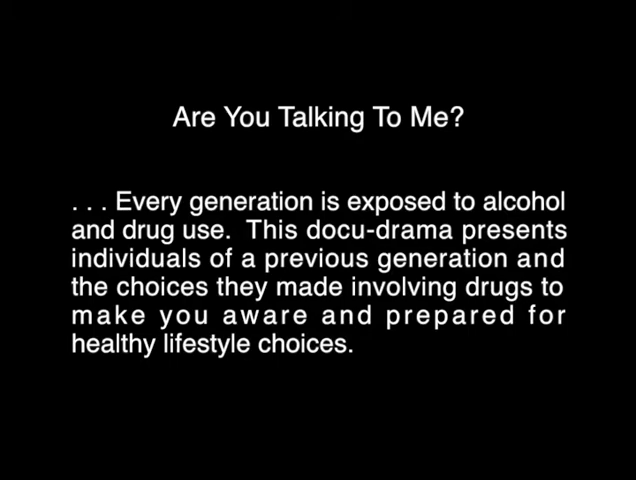 Are You Talking To Me?
. . . Every generation is exposed to alcohol
and drug use. This docu-drama presents
individuals of a previous generation and
the choices they made involving drugs to
make you aware and prepared for
healthy lifestyle choices.